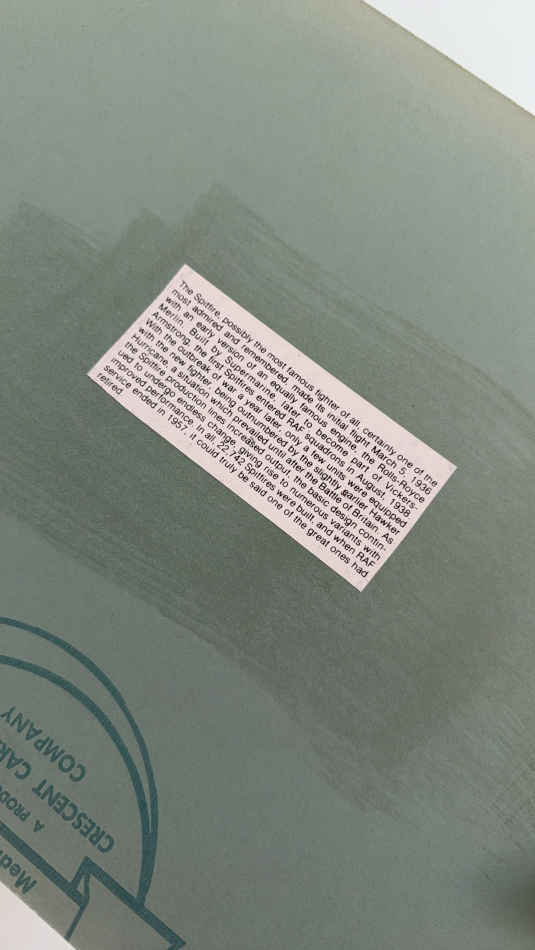 The Spitfire, possibly the most famous fighter of all, certainly one of the
most admired and remembered, made its initial flight March 5, 1936
with an early version of an equally famous engine, the Rolls-Royce
Merlin. Built by Supermarine, later to become part of Vickers-
Armstrong, the first Spitfires entered RAF squadrons in August, 1938.
With the outbreak of war a year later, only a few units were equipped
with the new fighter being outnumbered by the slightly earlier Hawker
Hurricane, a situation which prevailed until after the Battle of Britain. As
the Spitfire production lines increased output, the basic design contin-
ued to undergo endless change, giving rise to numerous variants with
improved performance. In all, 22,742 Spitfires were built, and when RAF
service ended in 1957, it could truly be said one of the great ones had
retired.
A PRODU
CRESCENT CAR
COMPANY